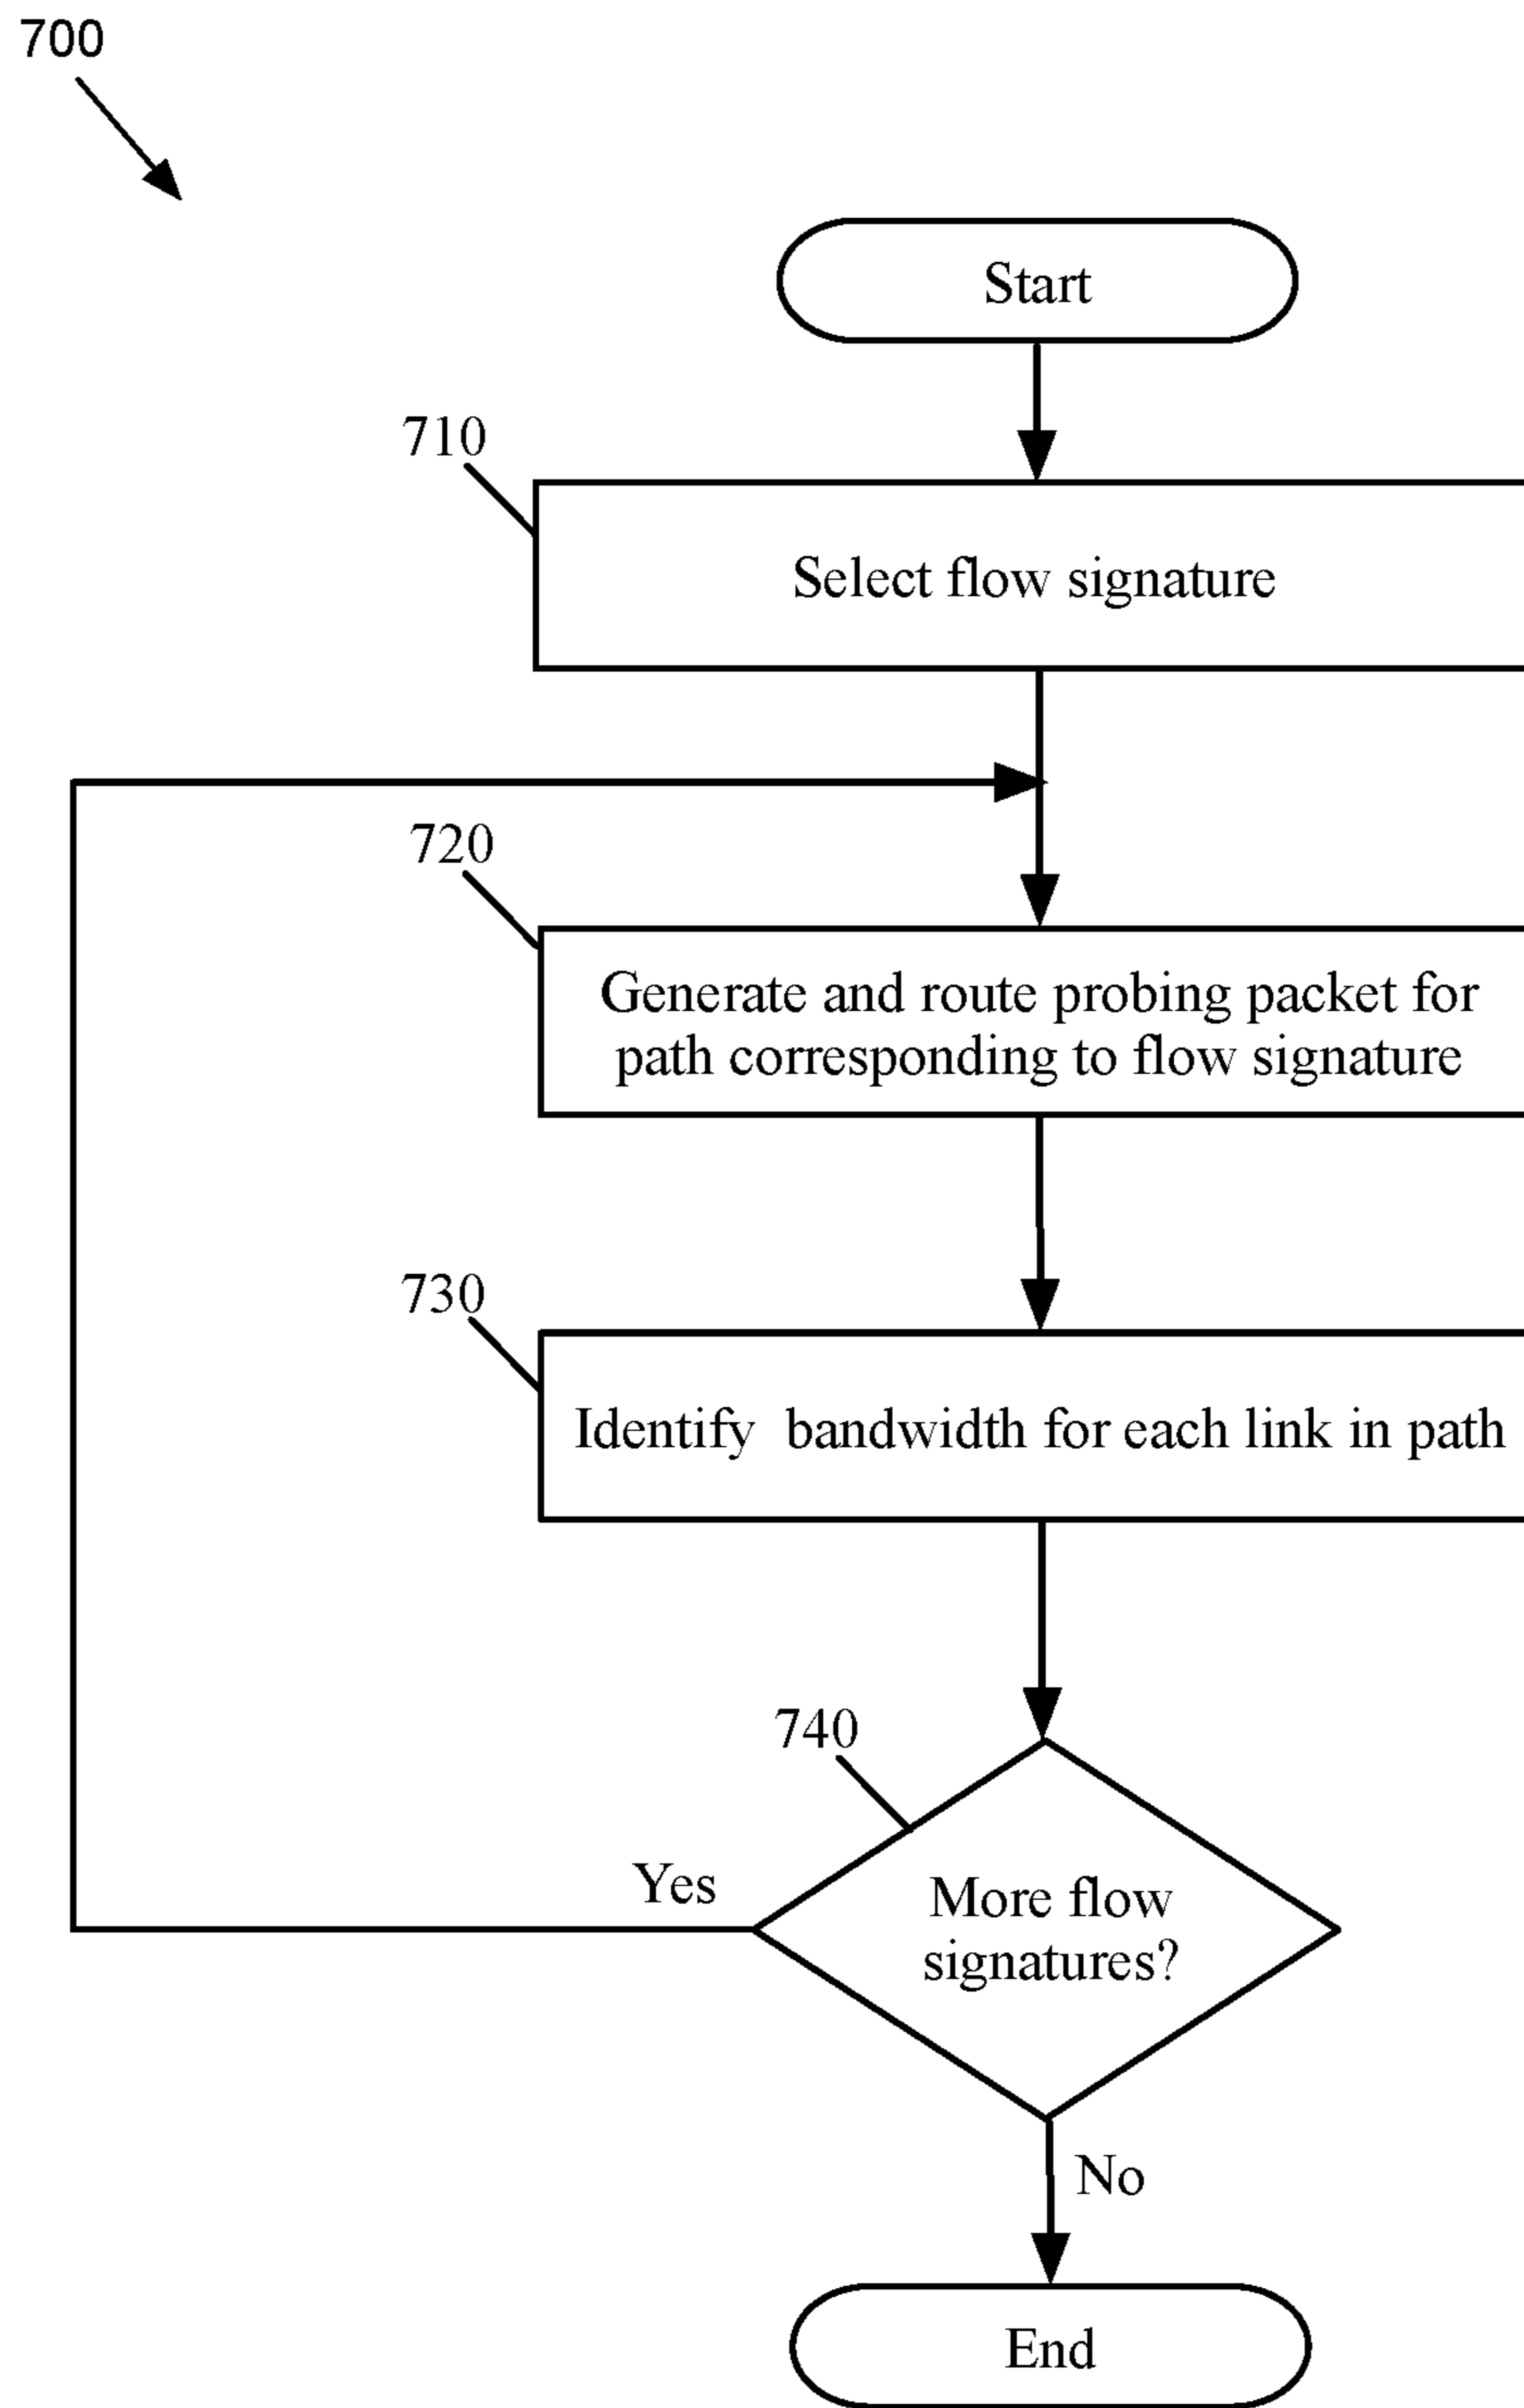 700
Start
710
Select flow signature
720
Generate and route probing packet for
path corresponding to flow signature
730
Identify bandwidth for each link in path
740
Yes
More flow
signatures?
No
End